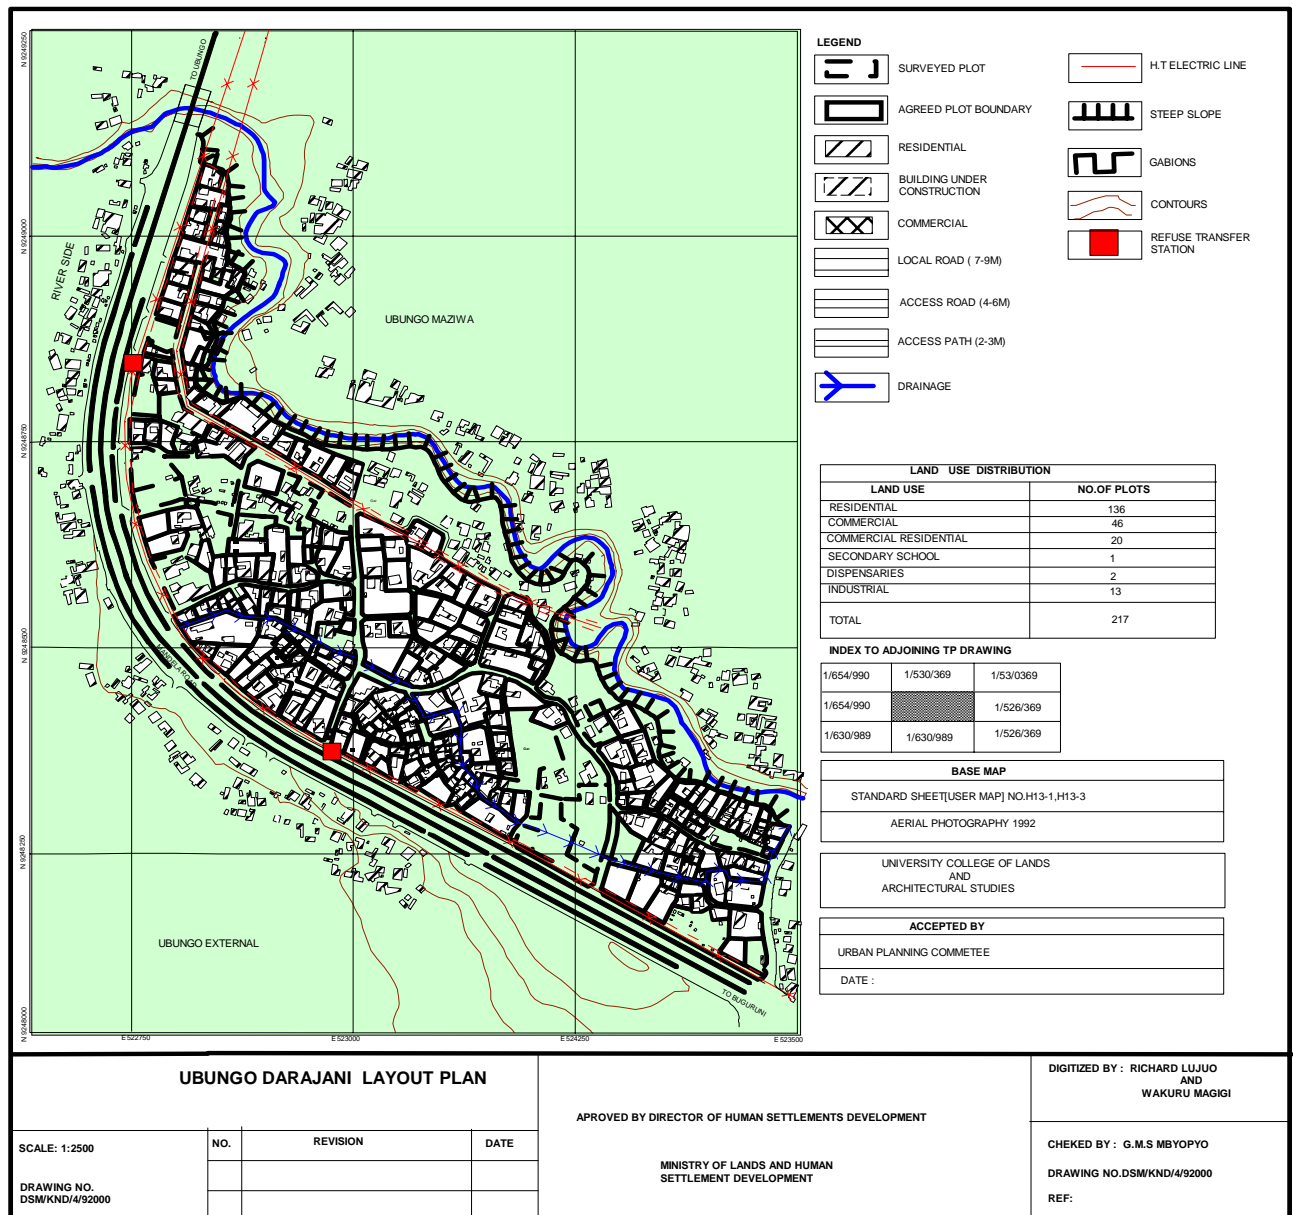 N 9249250
N 9249000
N 9248750
N 9248500
N 9248250
N 9248000
E 522750
E 523000
E 524250
E 523500
TO UBUNGO
RIVER SIDE
UBUNGO MAZIWA
MANDELA ROAD
UBUNGO EXTERNAL
TO BUGURUNI
LEGEND
SURVEYED PLOT
AGREED PLOT BOUNDARY
RESIDENTIAL
BUILDING UNDER
CONSTRUCTION
COMMERCIAL
LOCAL ROAD ( 7-9M)
ACCESS ROAD (4-6M)
ACCESS PATH (2-3M)
DRAINAGE
H.T ELECTRIC LINE
STEEP SLOPE
GABIONS
CONTOURS
REFUSE TRANSFER
STATION
LAND USE DISTRIBUTION
LAND USE NO.OF PLOTS
RESIDENTIAL 136
COMMERCIAL 46
COMMERCIAL RESIDENTIAL 20
SECONDARY SCHOOL 1
DISPENSARIES 2
INDUSTRIAL 13
TOTAL 217
INDEX TO ADJOINING TP DRAWING
1/654/990 1/530/369 1/53/0369
1/654/990 1/526/369
1/630/989 1/630/989 1/526/369
BASE MAP
STANDARD SHEET[USER MAP] NO.H13-1,H13-3
AERIAL PHOTOGRAPHY 1992
UNIVERSITY COLLEGE OF LANDS
AND
ARCHITECTURAL STUDIES
ACCEPTED BY
URBAN PLANNING COMMETEE
DATE :
UBUNGO DARAJANI LAYOUT PLAN
SCALE: 1:2500
DRAWING NO.
DSM/KND/4/92000
NO. REVISION DATE
APROVED BY DIRECTOR OF HUMAN SETTLEMENTS DEVELOPMENT
MINISTRY OF LANDS AND HUMAN
SETTLEMENT DEVELOPMENT
DIGITIZED BY : RICHARD LUJUO
AND
WAKURU MAGIGI
CHEKED BY : G.M.S MBYOPYO
DRAWING NO.DSM/KND/4/92000
REF: